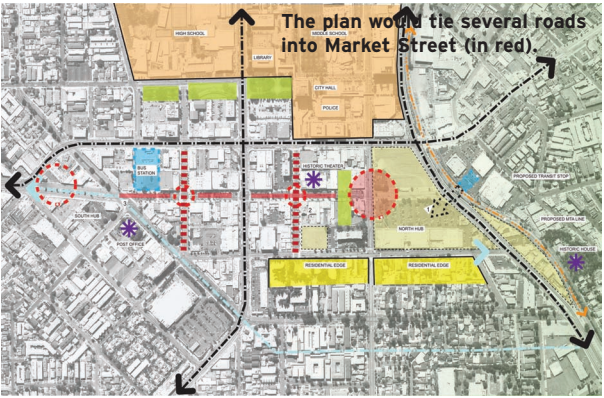 The plan would tie several roads
into Market Street (in red).
HIGH SCHOOL
MIDDLE SCHOOL
LIBRARY
CITY HALL
POLICE
BUS
STATION
HISTORIC THEATER
PROPOSED TRANSIT STOP
SOUTH HUB
PROPOSED MTA LINE
POST OFFICE
NORTH HUB
HISTORIC HOUSE
RESIDENTIAL EDGE
RESIDENTIAL EDGE